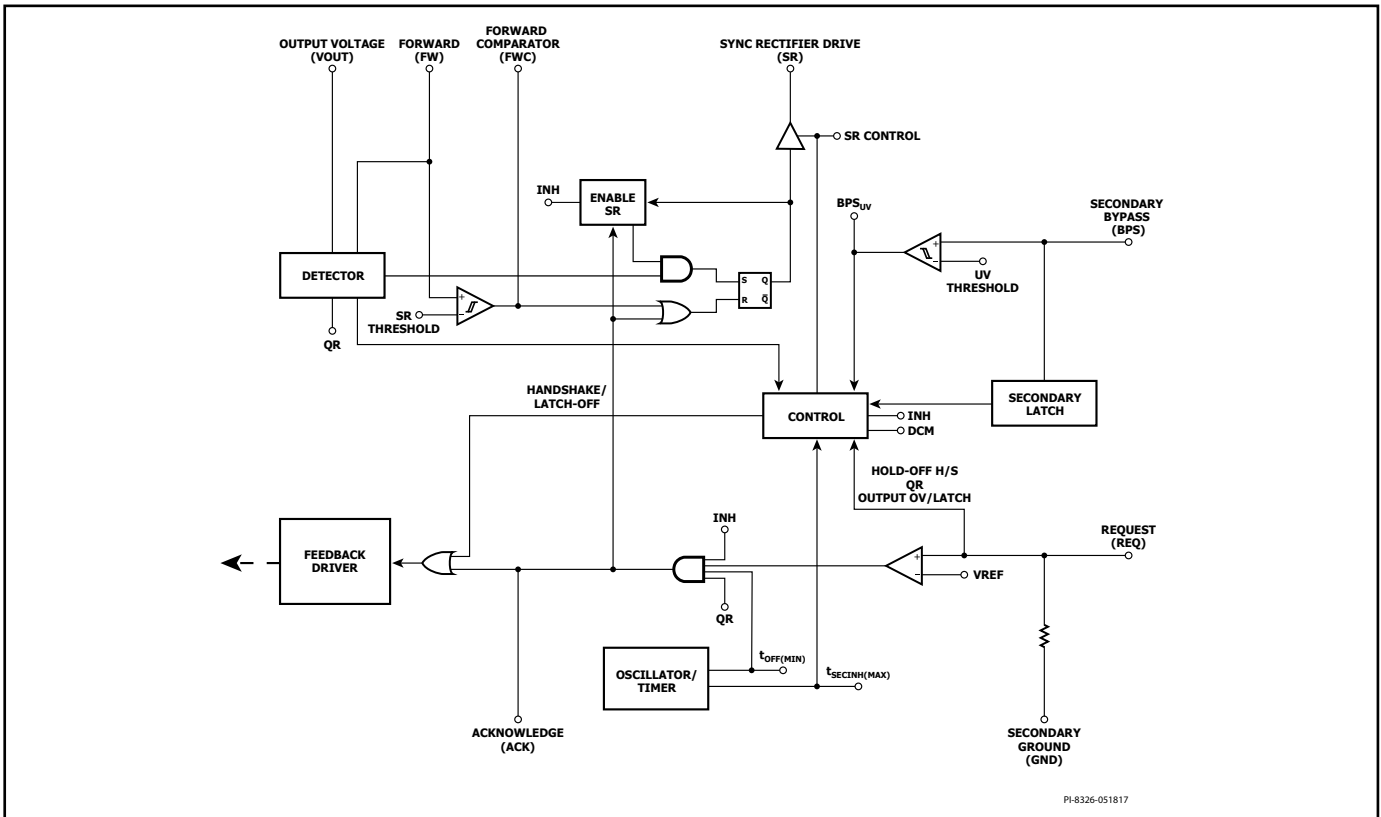 OUTPUT VOLTAGE
(VOUT)
FORWARD
(FW)
FORWARD
COMPARATOR
(FWC)
SYNC RECTIFIER DRIVE
(SR)
SR CONTROL
INH
ENABLE
SR
BPSUV
SECONDARY
BYPASS
(BPS)
DETECTOR
S Q
R Q̅
+
−
UV
THRESHOLD
+
−
SR
THRESHOLD
QR
HANDSHAKE/
LATCH-OFF
CONTROL
INH
DCM
SECONDARY
LATCH
HOLD-OFF H/S
QR
OUTPUT OV/LATCH
INH
REQUEST
(REQ)
FEEDBACK
DRIVER
+
−
VREF
QR
tOFF(MIN)
OSCILLATOR/
TIMER
tSECINH(MAX)
ACKNOWLEDGE
(ACK)
SECONDARY
GROUND
(GND)
PI-8326-051817